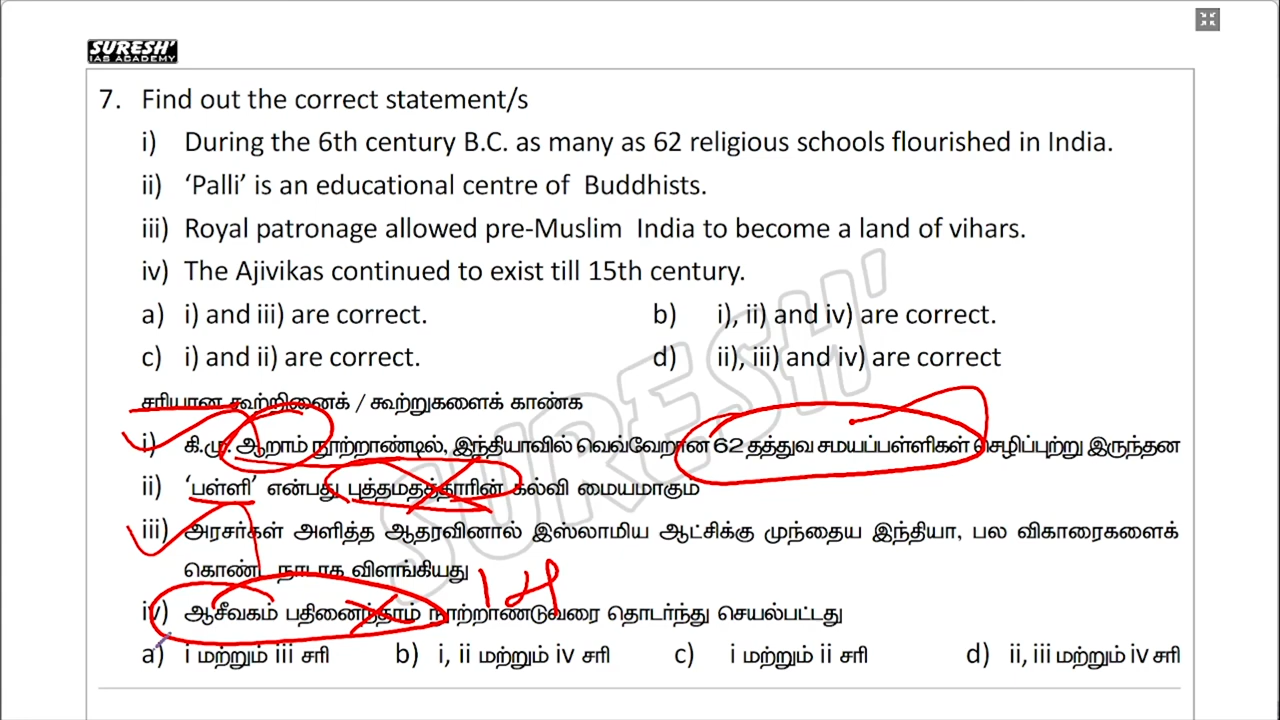 SURESH'
IAS ACADEMY
7. Find out the correct statement/s
i) During the 6th century B.C. as many as 62 religious schools flourished in India.
ii) ‘Palli’ is an educational centre of Buddhists.
iii) Royal patronage allowed pre-Muslim India to become a land of vihars.
iv) The Ajivikas continued to exist till 15th century.
a) i) and iii) are correct. b) i), ii) and iv) are correct.
c) i) and ii) are correct. d) ii), iii) and iv) are correct
சரியான கூற்றினைக் / கூற்றுகளைக் காண்க
i) கி.மு. ஆறாம் நூற்றாண்டில், இந்தியாவில் வெவ்வேறான 62 தத்துவ சமயப்பள்ளிகள் செழிப்புற்று இருந்தன
ii) ‘பள்ளி’ என்பது புத்தமதத்தாரின் கல்வி மையமாகும்
iii) அரசர்கள் அளித்த ஆதரவினால் இஸ்லாமிய ஆட்சிக்கு முந்தைய இந்தியா, பல விகாரைகளைக்
கொண்ட நாடாக விளங்கியது
14
iv) ஆசீவகம் பதினைந்தாம் நூற்றாண்டுவரை தொடர்ந்து செயல்பட்டது
a) i மற்றும் iii சரி b) i, ii மற்றும் iv சரி c) i மற்றும் ii சரி d) ii, iii மற்றும் iv சரி
SURESH'